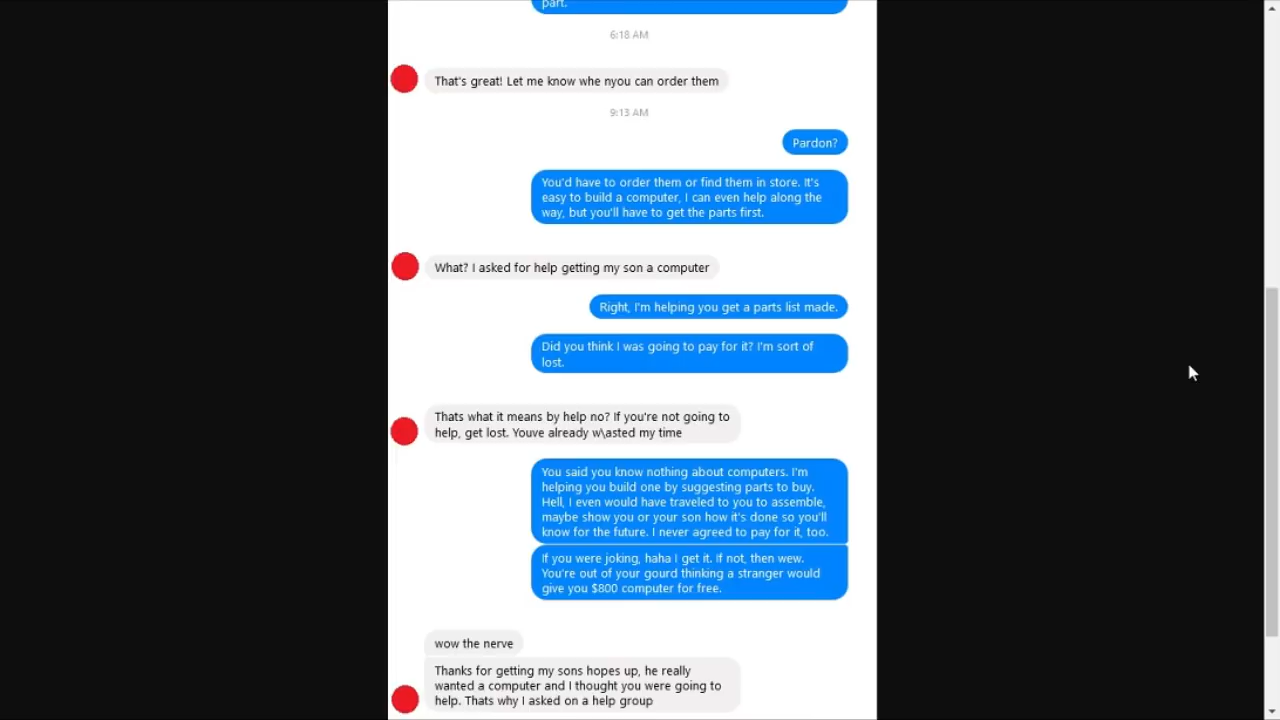 part.
6:18 AM
That's great! Let me know whe nyou can order them
9:13 AM
Pardon?
You'd have to order them or find them in store. It's
easy to build a computer, I can even help along the
way, but you'll have to get the parts first.
What? I asked for help getting my son a computer
Right, I'm helping you get a parts list made.
Did you think I was going to pay for it? I'm sort of
lost.
Thats what it means by help no? If you're not going to
help, get lost. Youve already w\asted my time
You said you know nothing about computers. I'm
helping you build one by suggesting parts to buy.
Hell, I even would have traveled to you to assemble,
maybe show you or your son how it's done so you'll
know for the future. I never agreed to pay for it, too.
If you were joking, haha I get it. If not, then wew.
You're out of your gourd thinking a stranger would
give you $800 computer for free.
wow the nerve
Thanks for getting my sons hopes up, he really
wanted a computer and I thought you were going to
help. Thats why I asked on a help group